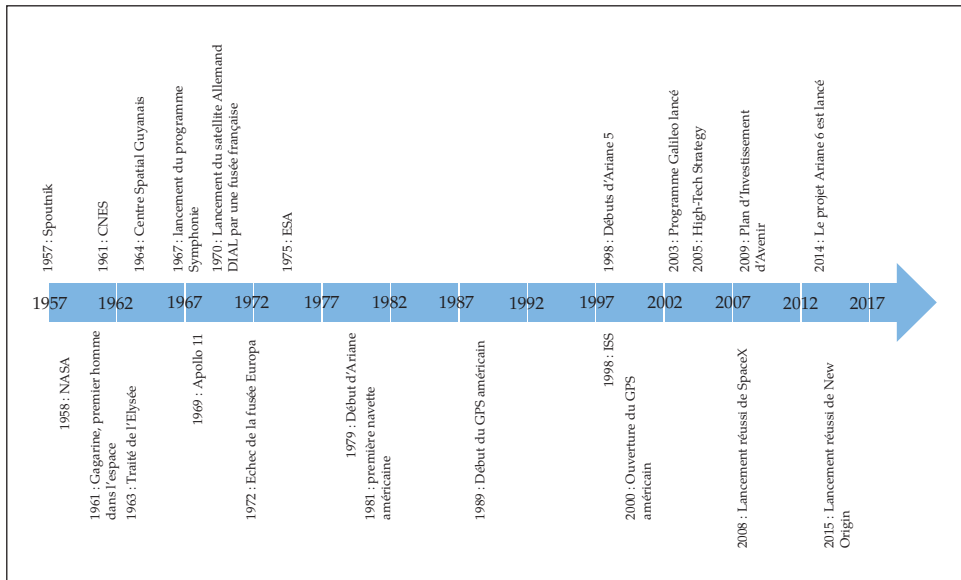 1957 : Spoutnik
1961 : CNES
1964 : Centre Spatial Guyanais
1967 : lancement du programme
Symphonie
1970 : Lancement du satellite Allemand
DIAL par une fusée française
1975 : ESA
1998 : Débuts d'Ariane 5
2003 : Programme Galileo lancé
2005 : High-Tech Strategy
2009 : Plan d'Investissement
d'Avenir
2014 : Le projet Ariane 6 est lancé
1957 1962 1967 1972 1977 1982 1987 1992 1997 2002 2007 2012 2017
1958 : NASA
1961 : Gagarine, premier homme
dans l'espace
1963 : Traité de l'Elysée
1969 : Apollo 11
1972 : Echec de la fusée Europa
1979 : Début d'Ariane
1981 : première navette
américaine
1989 : Début du GPS américain
1998 : ISS
2000 : Ouverture du GPS
américain
2008 : Lancement réussi de SpaceX
2015 : Lancement réussi de New
Origin